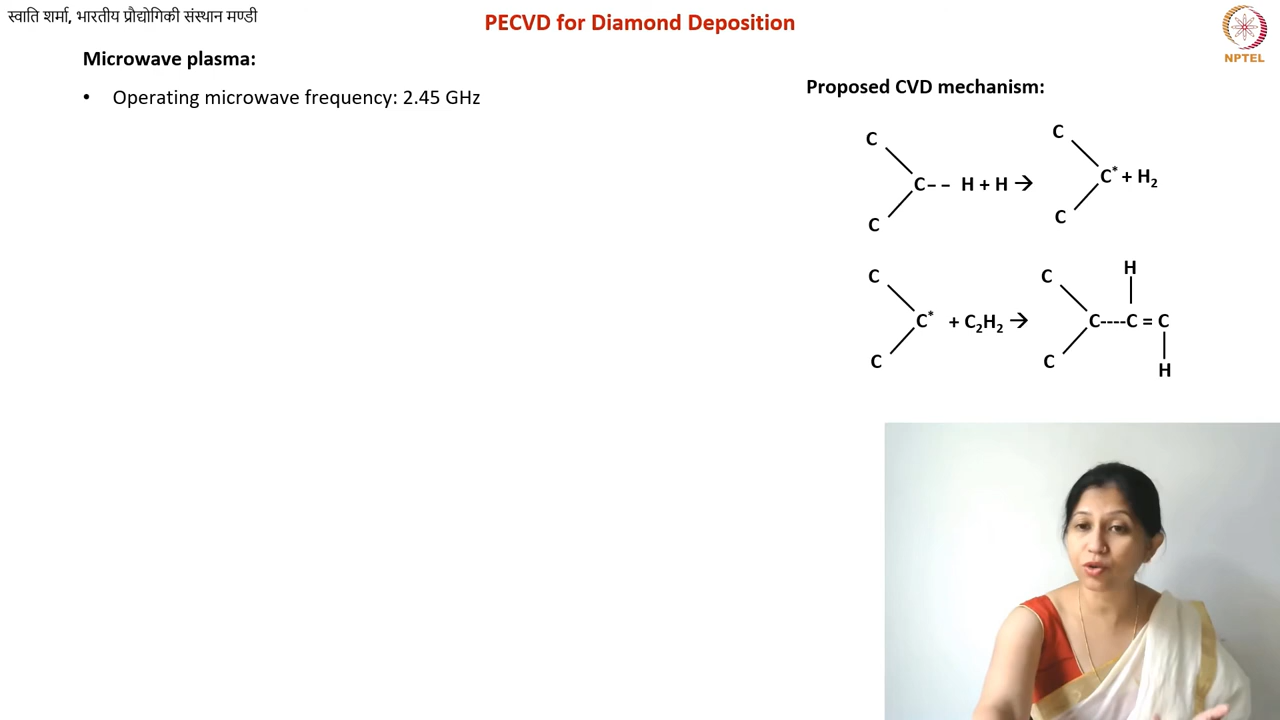 स्वाति शर्मा, भारतीय प्रौद्योगिकी संस्थान मण्डी
PECVD for Diamond Deposition
NPTEL
Microwave plasma:
• Operating microwave frequency: 2.45 GHz
Proposed CVD mechanism:
C C
C-- H + H → C* + H₂
C C
H
C C
C* + C₂H₂ → C----C = C
C C
H